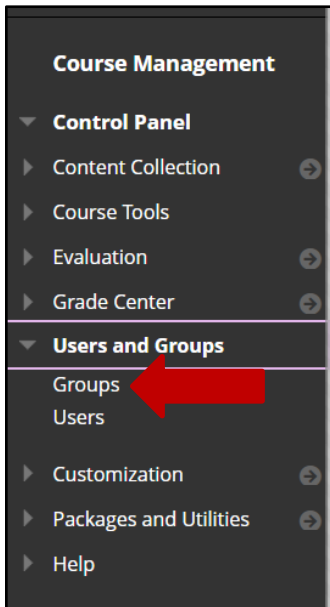 Course Management
Control Panel
Content Collection
Course Tools
Evaluation
Grade Center
Users and Groups
Groups
Users
Customization
Packages and Utilities
Help